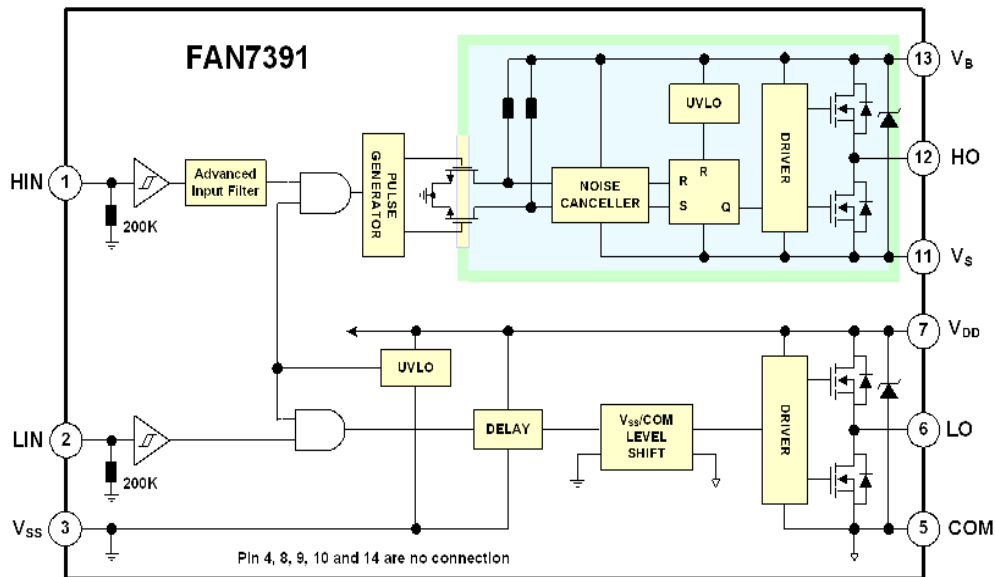 FAN7391
HIN
1
200K
Advanced
Input Filter
PULSE
GENERATOR
NOISE
CANCELLER
UVLO
R
R
S
Q
DRIVER
13
VB
12
HO
11
VS
7
VDD
UVLO
LIN
2
200K
DELAY
VSS/COM
LEVEL
SHIFT
DRIVER
6
LO
VSS
3
5
COM
Pin 4, 8, 9, 10 and 14 are no connection